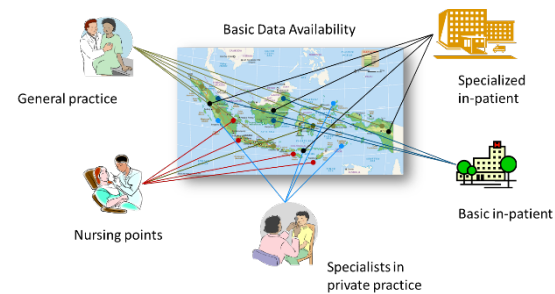 Basic Data Availability
General practice
Specialized
in-patient
Nursing points
Basic in-patient
Specialists in
private practice